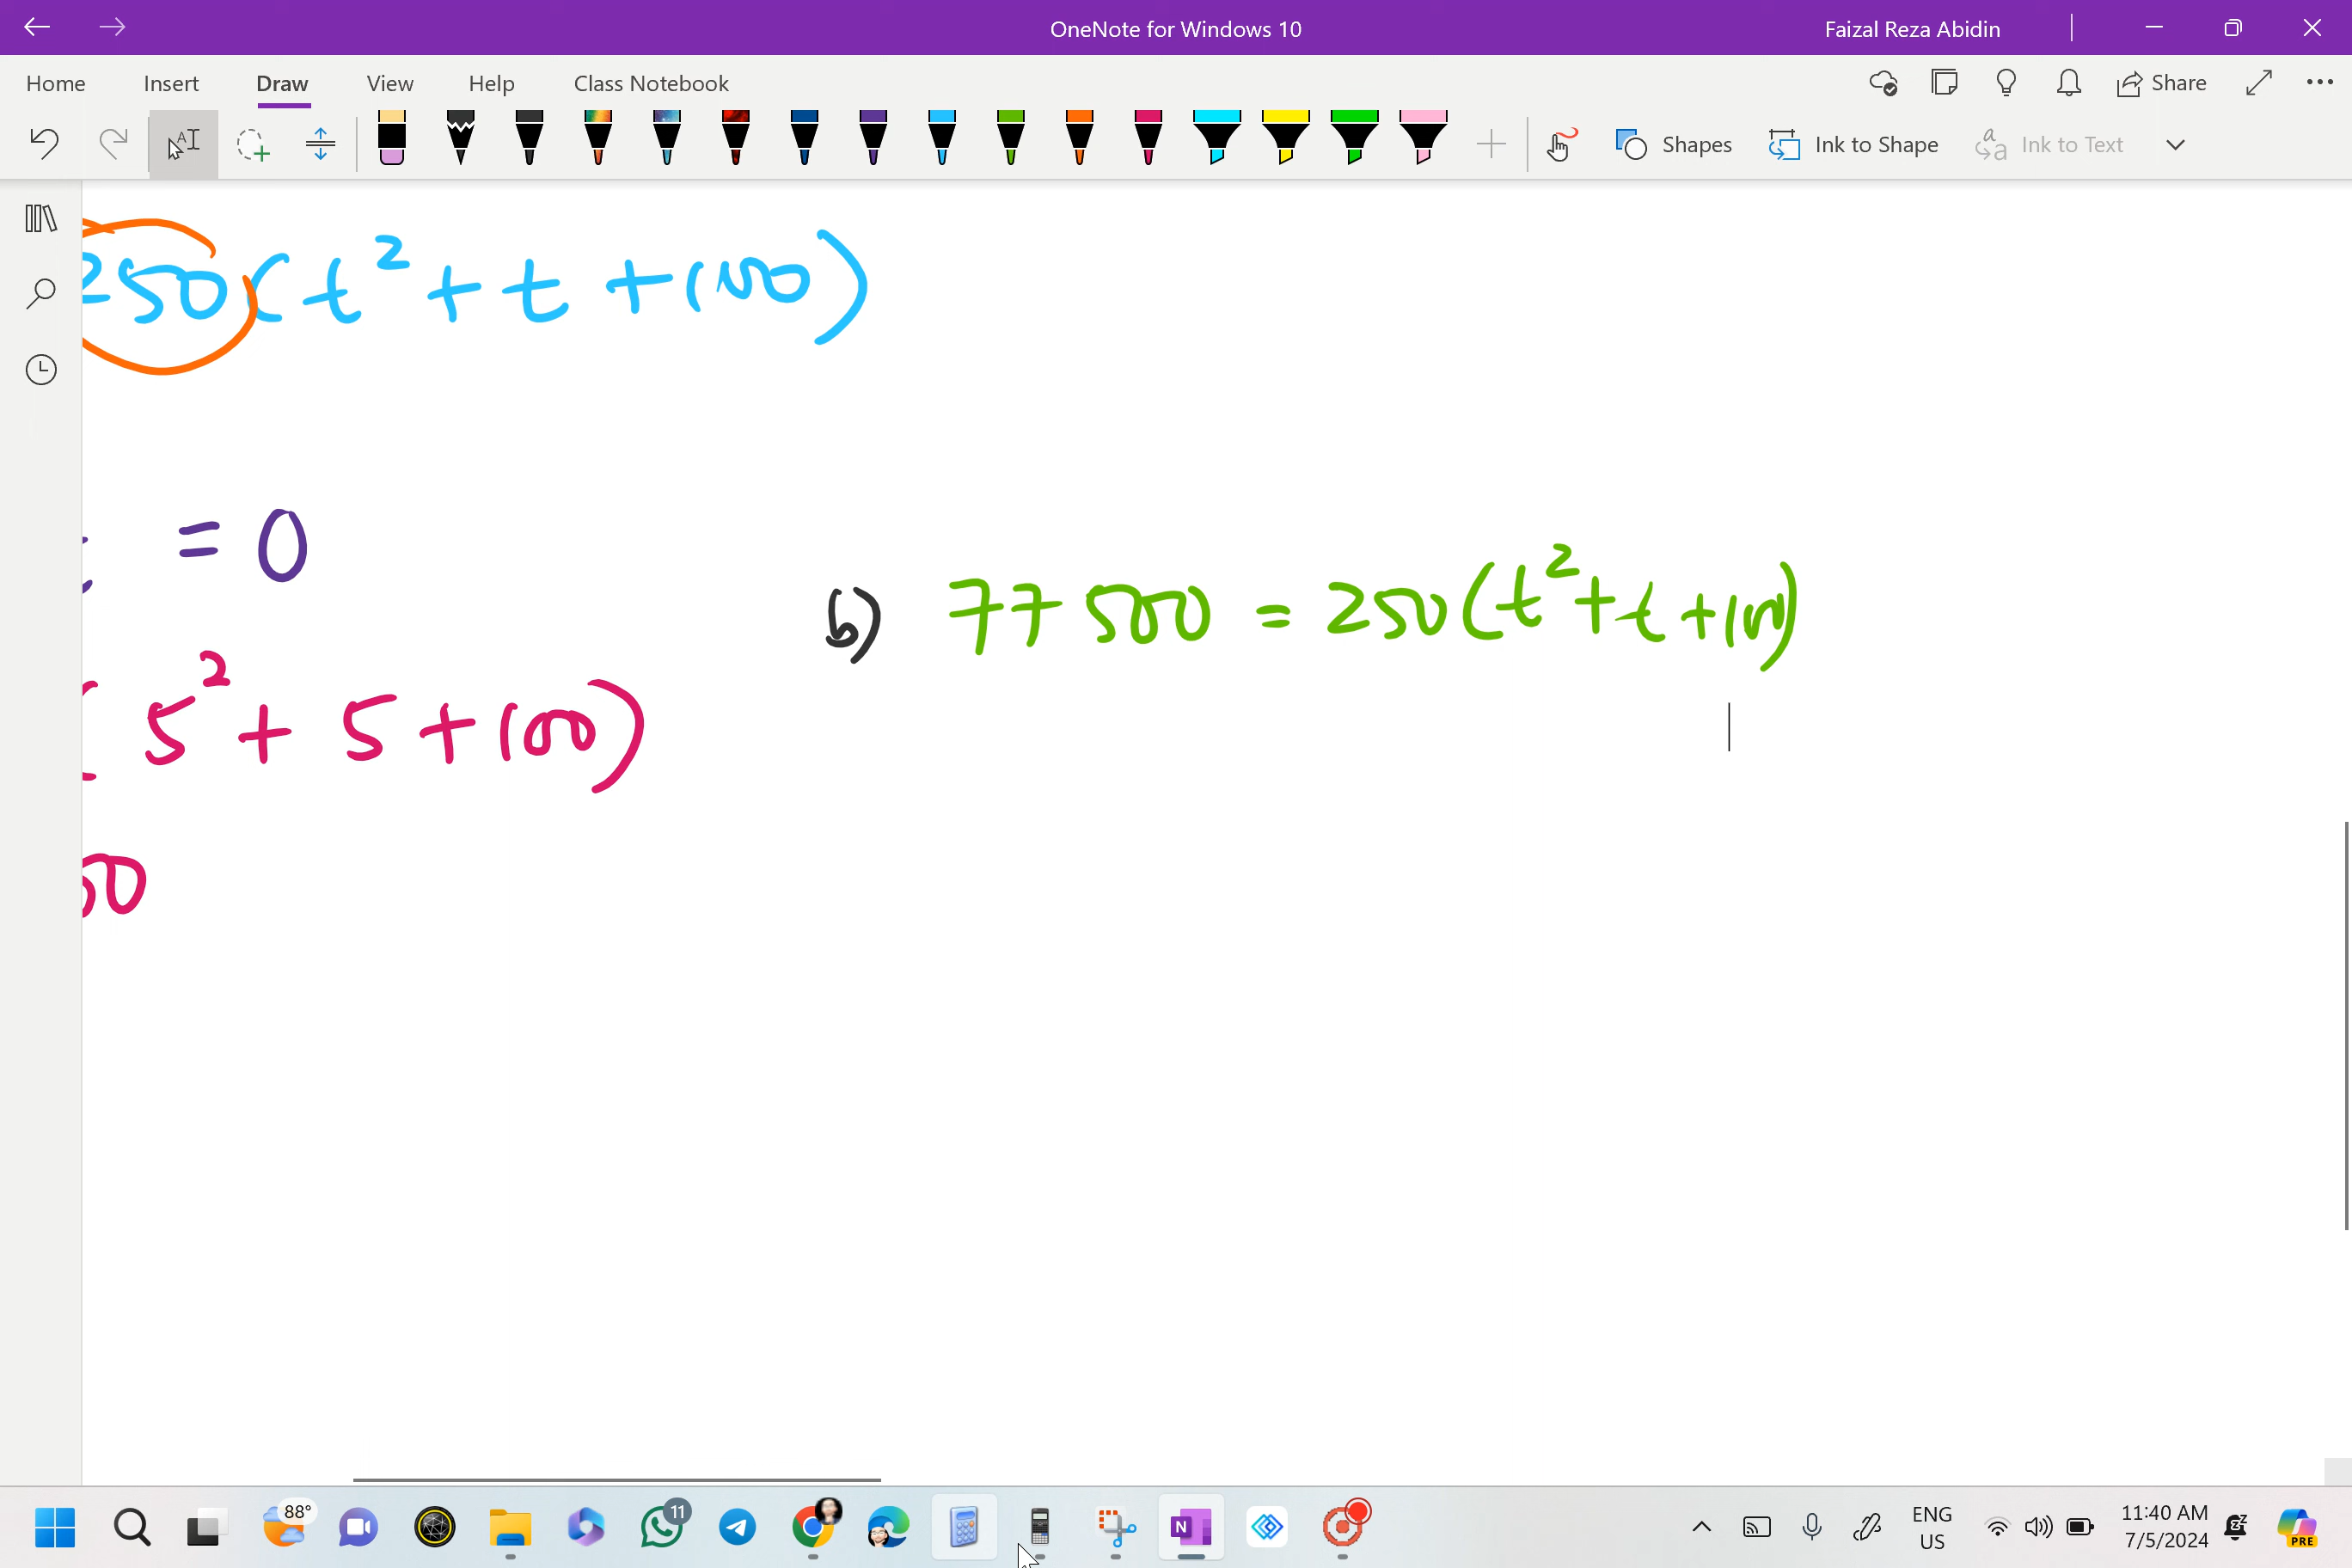 OneNote for Windows 10
Faizal Reza Abidin
Home Insert Draw View Help Class Notebook
Share
Shapes Ink to Shape Ink to Text
250(t² + t + 100)
= 0
b) 77 500 = 250(t² + t + 100)
5² + 5 + 100)
50
88°
11
N
ENG
US
11:40 AM
7/5/2024
PRE